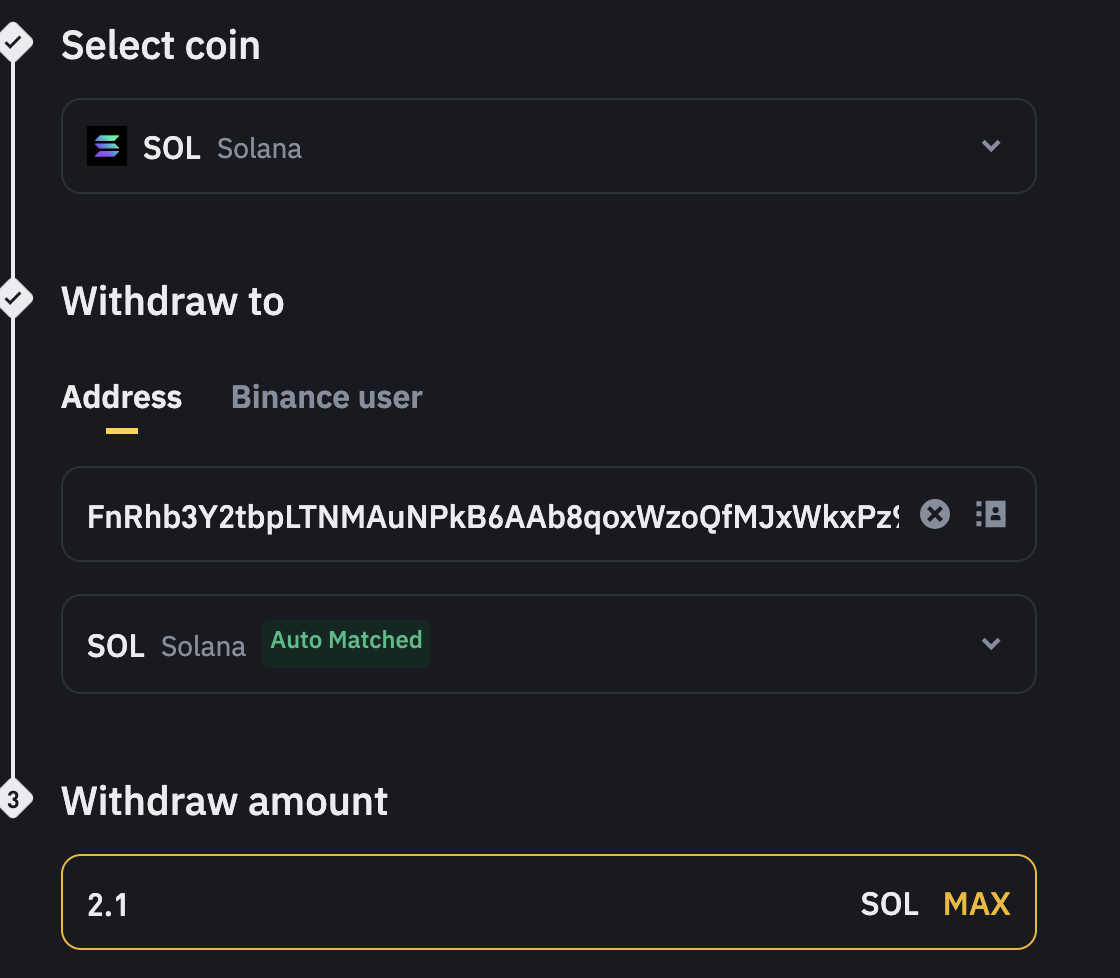 Select coin
SOL Solana
Withdraw to
Address Binance user
FnRhb3Y2tbpLTNMAuNPkB6AAb8qoxWzoQfMJxWkxPz
SOL Solana Auto Matched
3 Withdraw amount
2.1 SOL MAX